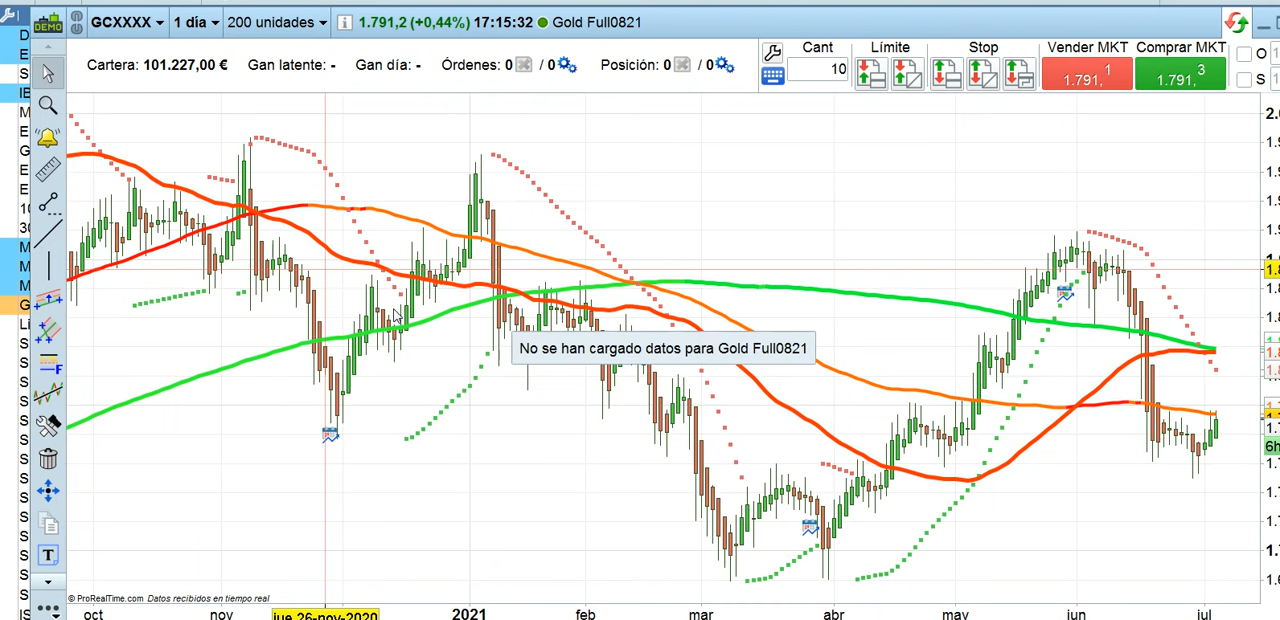 GCXXXX 1 día 200 unidades 1.791,2 (+0,44%) 17:15:32 Gold Full0821
DEMO
Cartera: 101.227,00 € Gan latente: - Gan día: - Órdenes: 0 / 0 Posición: 0 / 0
Cant Límite Stop Vender MKT Comprar MKT
10 1.791, 1 1.791, 3
O
S
No se han cargado datos para Gold Full0821
6h
© ProRealTime.com Datos recibidos en tiempo real
oct nov jue 26-nov-2020 2021 feb mar abr may jun jul